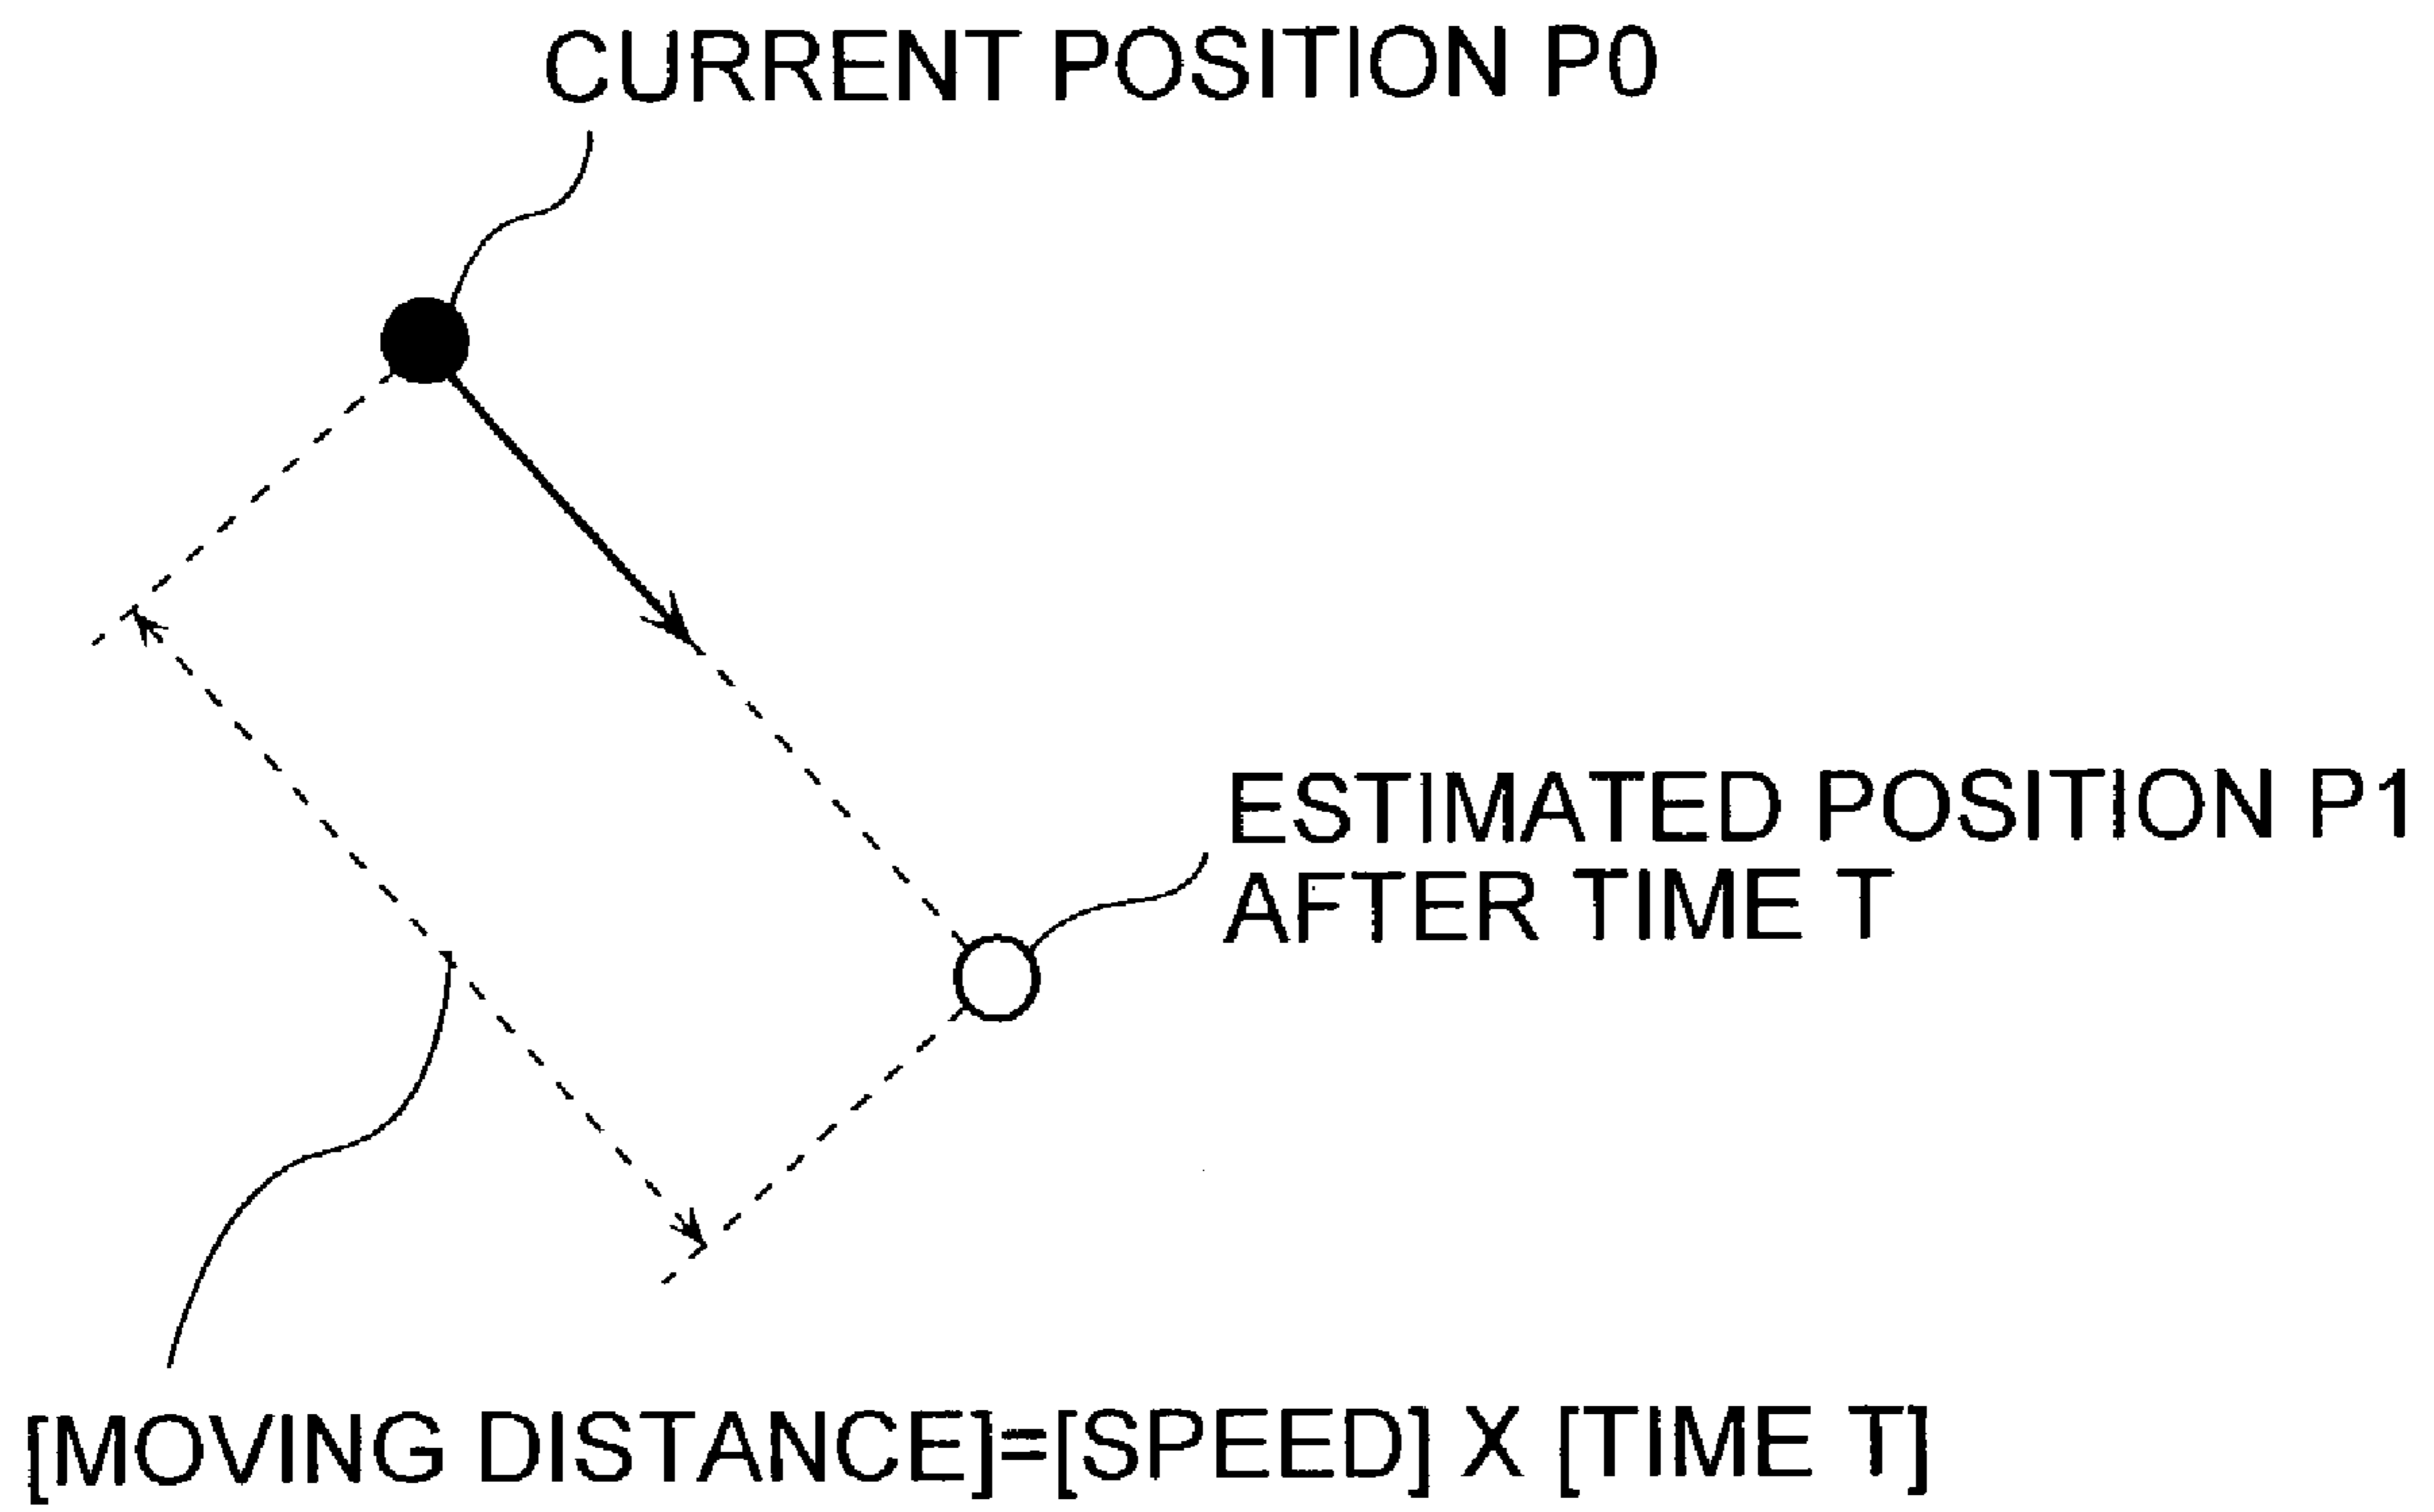 CURRENT POSITION P0
ESTIMATED POSITION P1
AFTER TIME T
[MOVING DISTANCE]=[SPEED] X [TIME T]